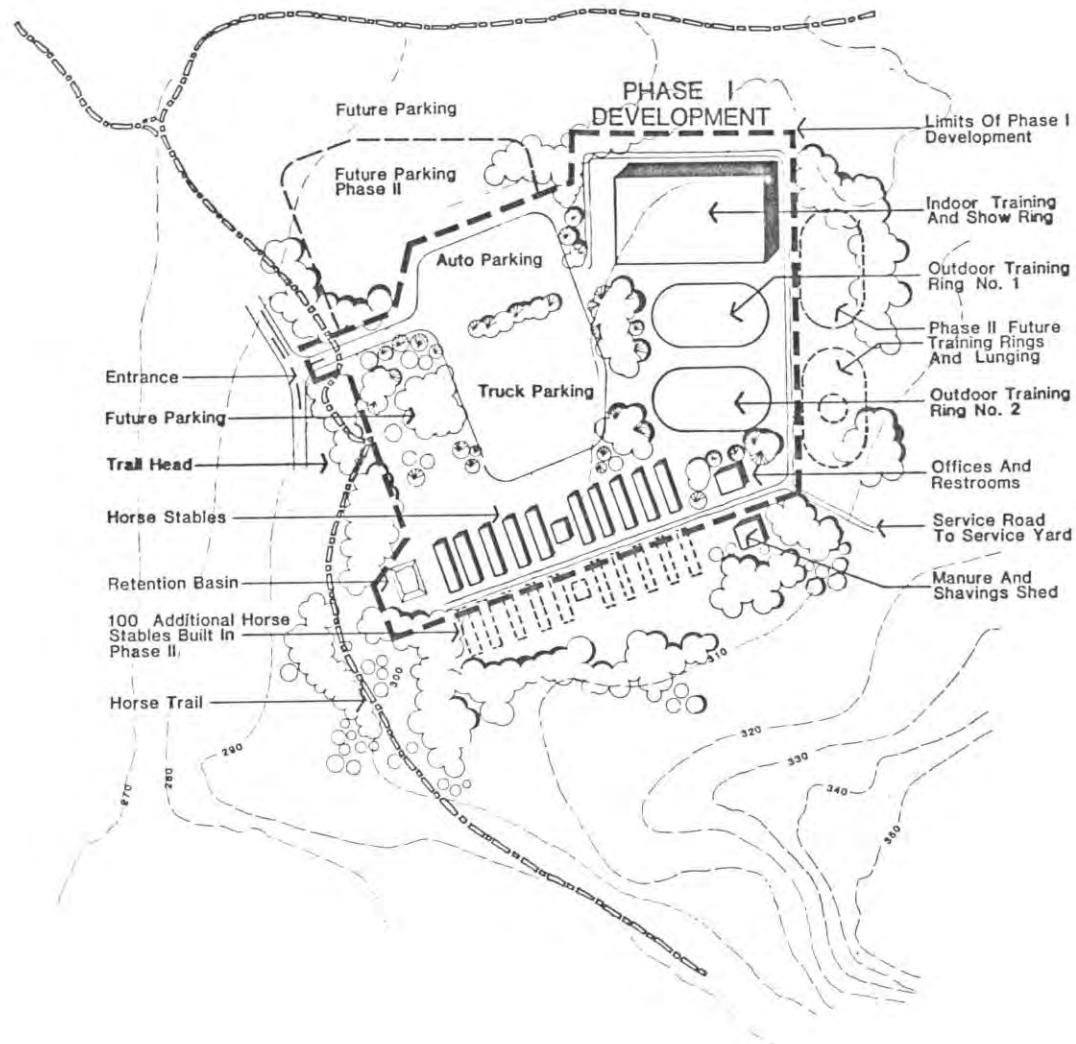 PHASE I
DEVELOPMENT
Future Parking
Future Parking
Phase II
Auto Parking
Truck Parking
Entrance
Future Parking
Trail Head
Horse Stables
Retention Basin
100 Additional Horse
Stables Built In
Phase II
Horse Trail
Limits Of Phase I
Development
Indoor Training
And Show Ring
Outdoor Training
Ring No. 1
Phase II Future
Training Rings
And Lunging
Outdoor Training
Ring No. 2
Offices And
Restrooms
Service Road
To Service Yard
Manure And
Shavings Shed
270
280
290
300
310
320
330
340
350